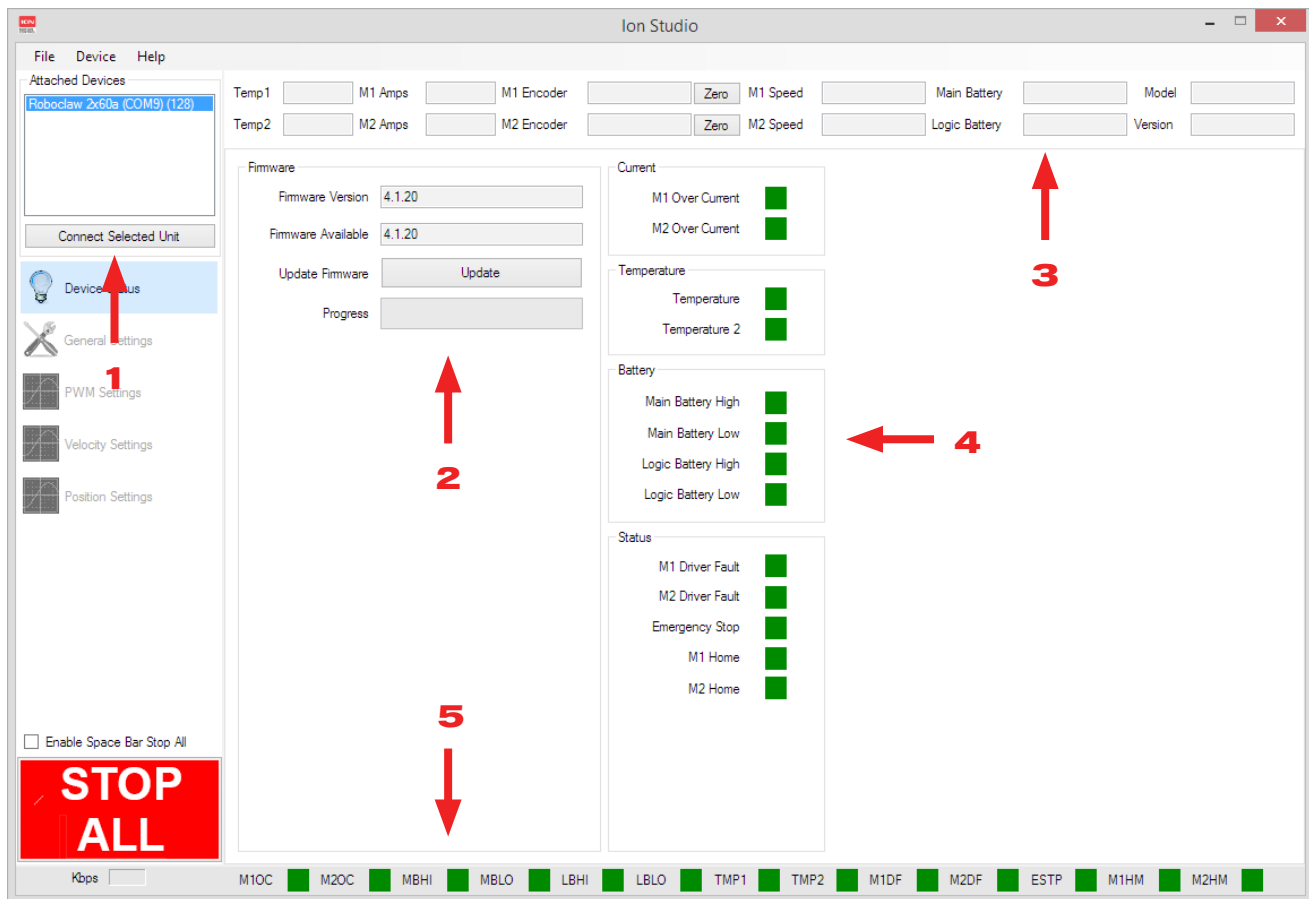 ION
Ion Studio
File Device Help
Attached Devices
Roboclaw 2x60a (COM9) (128)
Connect Selected Unit
Temp1 M1 Amps M1 Encoder Zero M1 Speed Main Battery Model
Temp2 M2 Amps M2 Encoder Zero M2 Speed Logic Battery Version
Device Status
General Settings
PWM Settings
Velocity Settings
Position Settings
1
Firmware
Firmware Version 4.1.20
Firmware Available 4.1.20
Update Firmware Update
Progress
2
Current
M1 Over Current
M2 Over Current
Temperature
Temperature
Temperature 2
Battery
Main Battery High
Main Battery Low
Logic Battery High
Logic Battery Low
Status
M1 Driver Fault
M2 Driver Fault
Emergency Stop
M1 Home
M2 Home
3
4
5
Enable Space Bar Stop All
STOP
ALL
Kbps M1OC M2OC MBHI MBLO LBHI LBLO TMP1 TMP2 M1DF M2DF ESTP M1HM M2HM